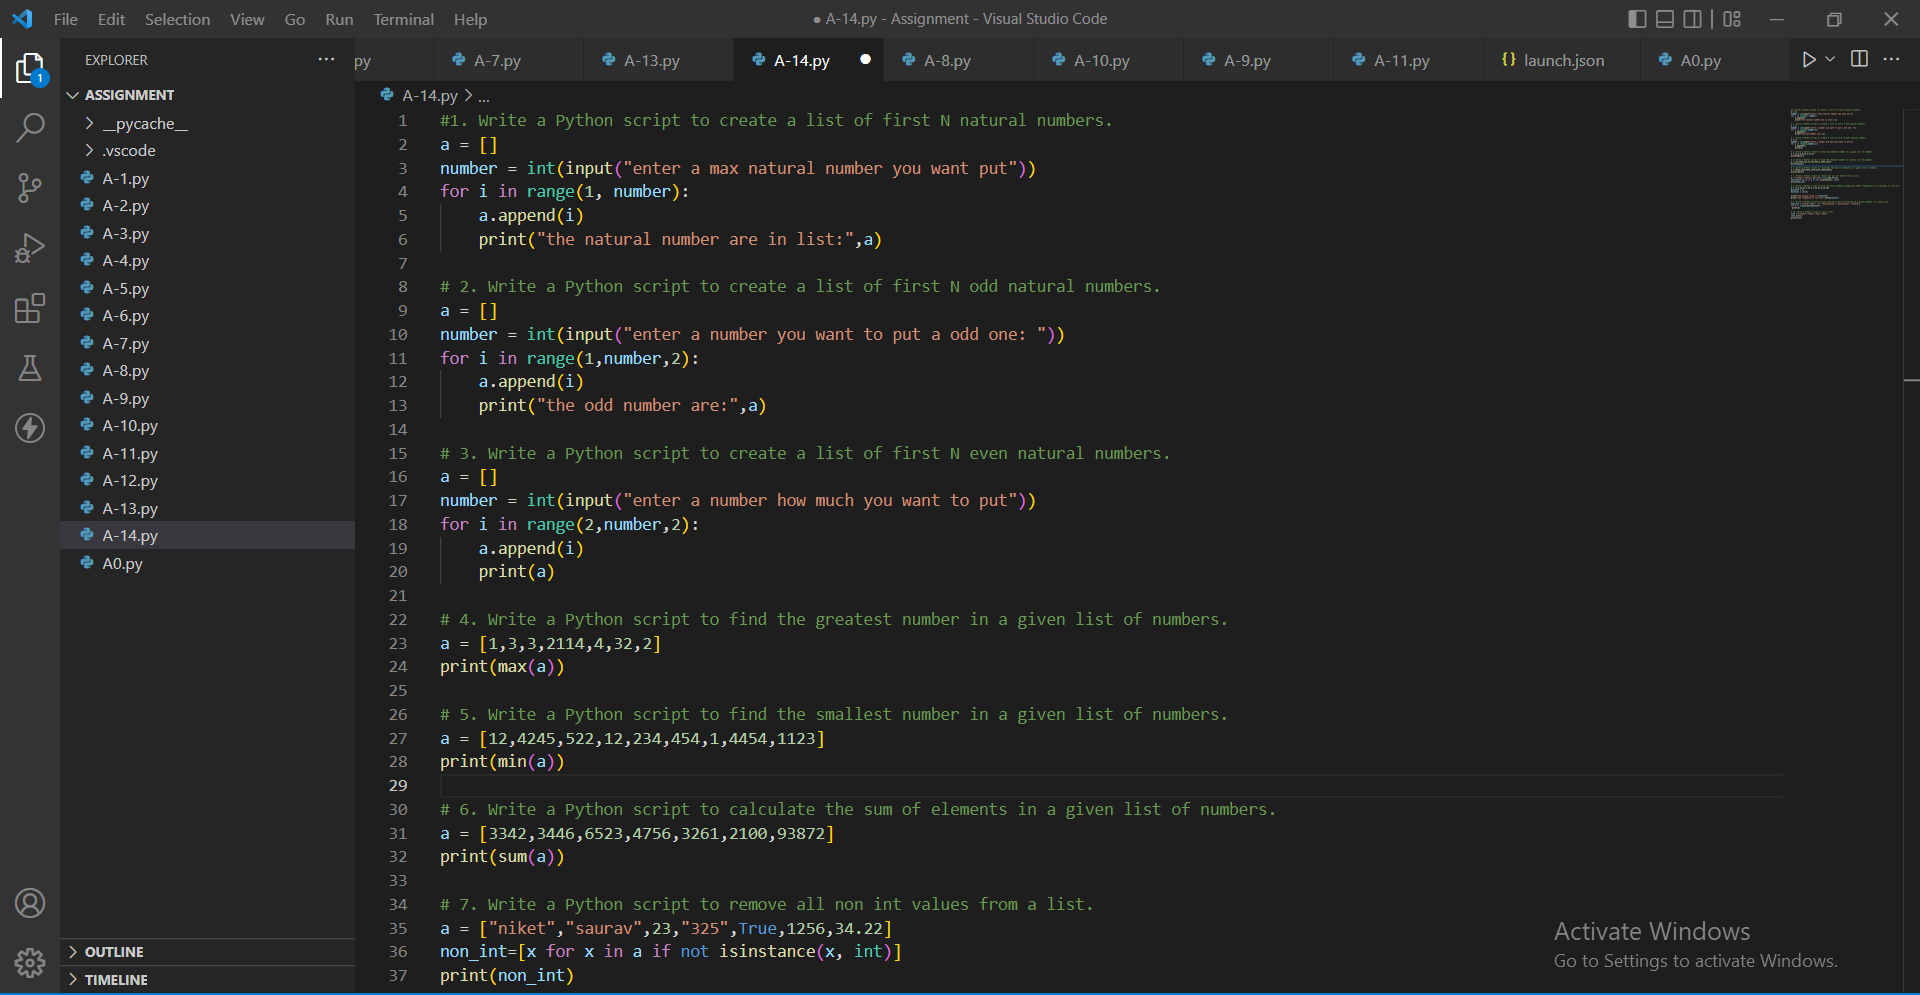 File Edit Selection View Go Run Terminal Help
● A-14.py - Assignment - Visual Studio Code
EXPLORER
py A-7.py A-13.py A-14.py A-8.py A-10.py A-9.py A-11.py {} launch.json A0.py
1
ASSIGNMENT
__pycache__
.vscode
A-1.py
A-2.py
A-3.py
A-4.py
A-5.py
A-6.py
A-7.py
A-8.py
A-9.py
A-10.py
A-11.py
A-12.py
A-13.py
A-14.py
A0.py
OUTLINE
TIMELINE
A-14.py > ...
1 #1. Write a Python script to create a list of first N natural numbers.
2 a = []
3 number = int(input("enter a max natural number you want put"))
4 for i in range(1, number):
5     a.append(i)
6     print("the natural number are in list:",a)
7
8 # 2. Write a Python script to create a list of first N odd natural numbers.
9 a = []
10 number = int(input("enter a number you want to put a odd one: "))
11 for i in range(1,number,2):
12     a.append(i)
13     print("the odd number are:",a)
14
15 # 3. Write a Python script to create a list of first N even natural numbers.
16 a = []
17 number = int(input("enter a number how much you want to put"))
18 for i in range(2,number,2):
19     a.append(i)
20     print(a)
21
22 # 4. Write a Python script to find the greatest number in a given list of numbers.
23 a = [1,3,3,2114,4,32,2]
24 print(max(a))
25
26 # 5. Write a Python script to find the smallest number in a given list of numbers.
27 a = [12,4245,522,12,234,454,1,4454,1123]
28 print(min(a))
29
30 # 6. Write a Python script to calculate the sum of elements in a given list of numbers.
31 a = [3342,3446,6523,4756,3261,2100,93872]
32 print(sum(a))
33
34 # 7. Write a Python script to remove all non int values from a list.
35 a = ["niket","saurav",23,"325",True,1256,34.22]
36 non_int=[x for x in a if not isinstance(x, int)]
37 print(non_int)
Activate Windows
Go to Settings to activate Windows.